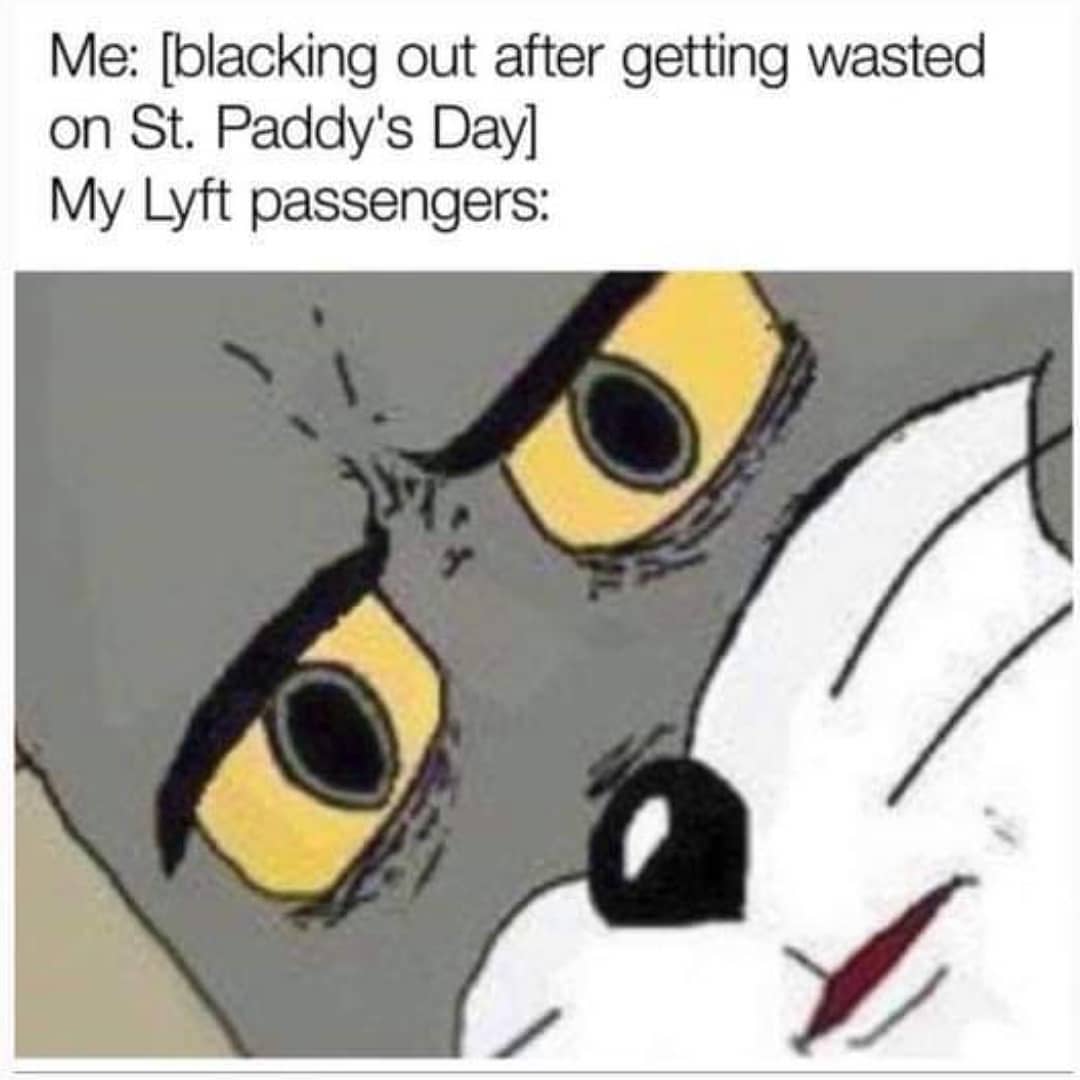 Me: [blacking out after getting wasted
on St. Paddy's Day]
My Lyft passengers: